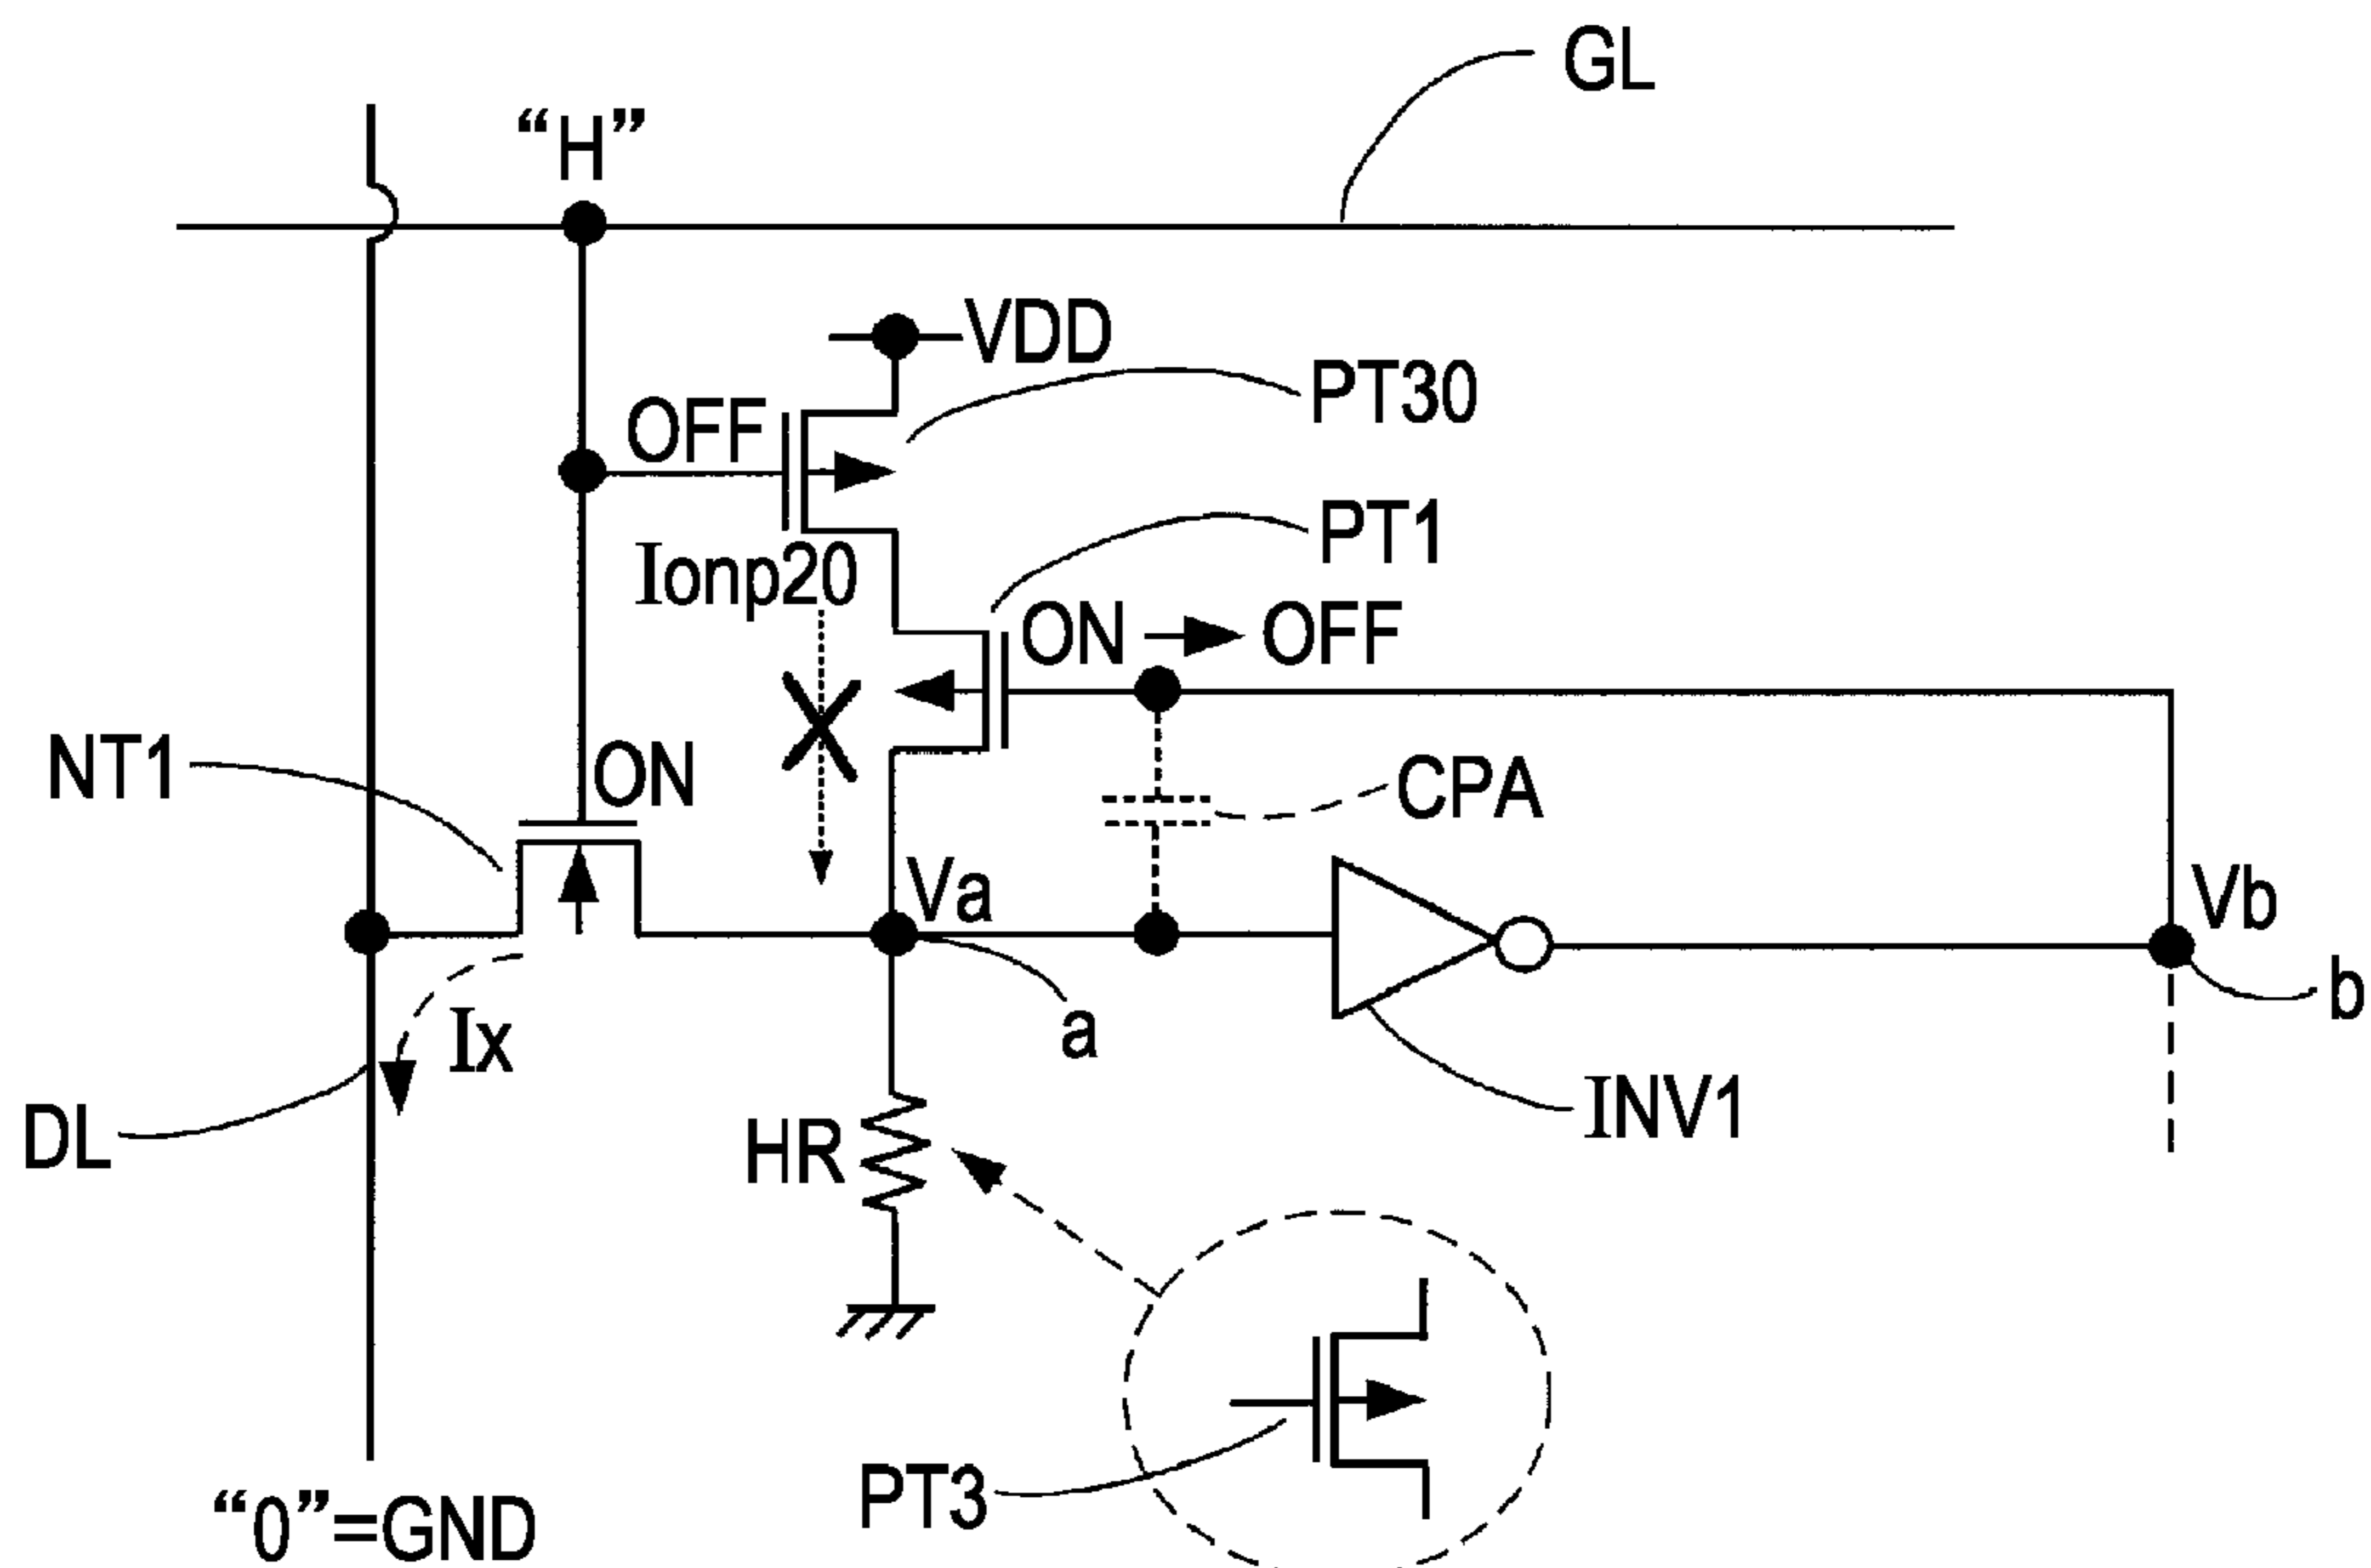 GL
“H”
VDD
PT30
OFF
PT1
Ionp20
ON → OFF
NT1
ON
CPA
Va
Vb
b
a
Ix
INV1
DL
HR
PT3
“0”=GND